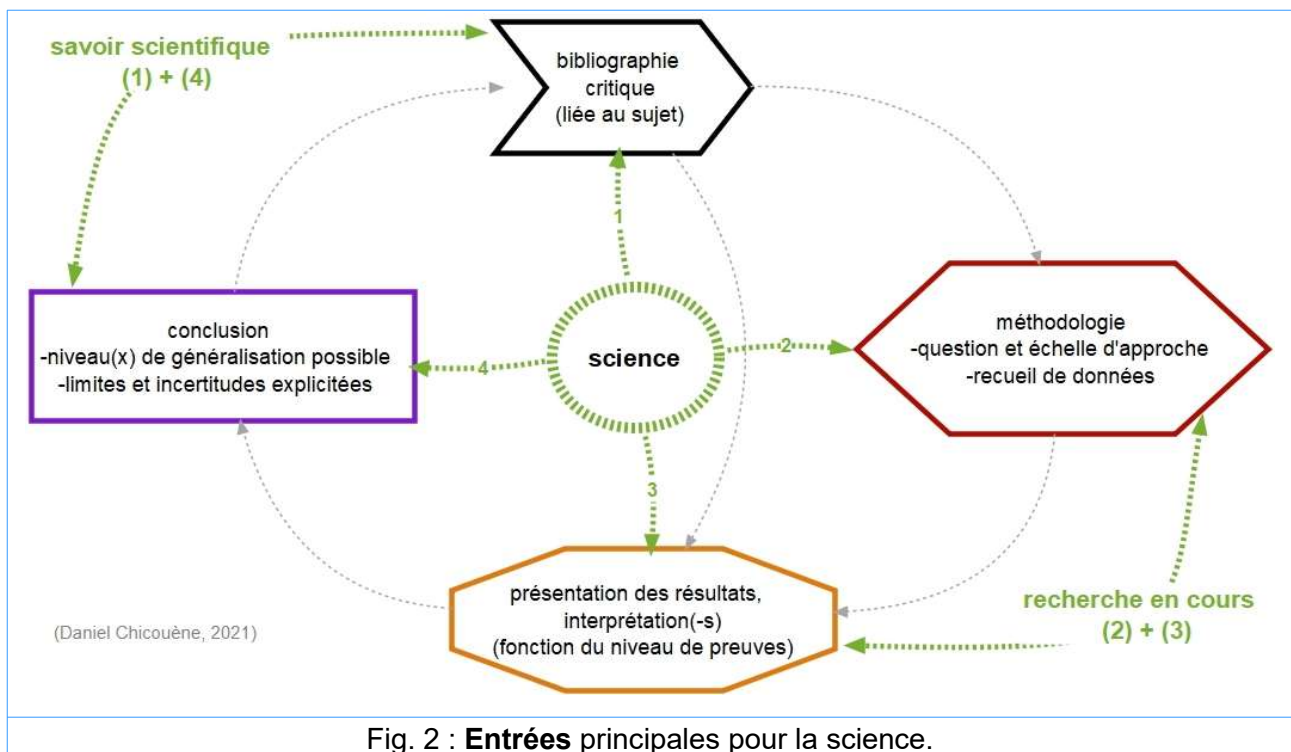 savoir scientifique
(1) + (4)
bibliographie
critique
(liée au sujet)
1
conclusion
-niveau(x) de généralisation possible
-limites et incertitudes explicitées
4
science
2
méthodologie
-question et échelle d'approche
-recueil de données
3
présentation des résultats,
interprétation(-s)
(fonction du niveau de preuves)
recherche en cours
(2) + (3)
(Daniel Chicouène, 2021)
Fig. 2 : Entrées principales pour la science.